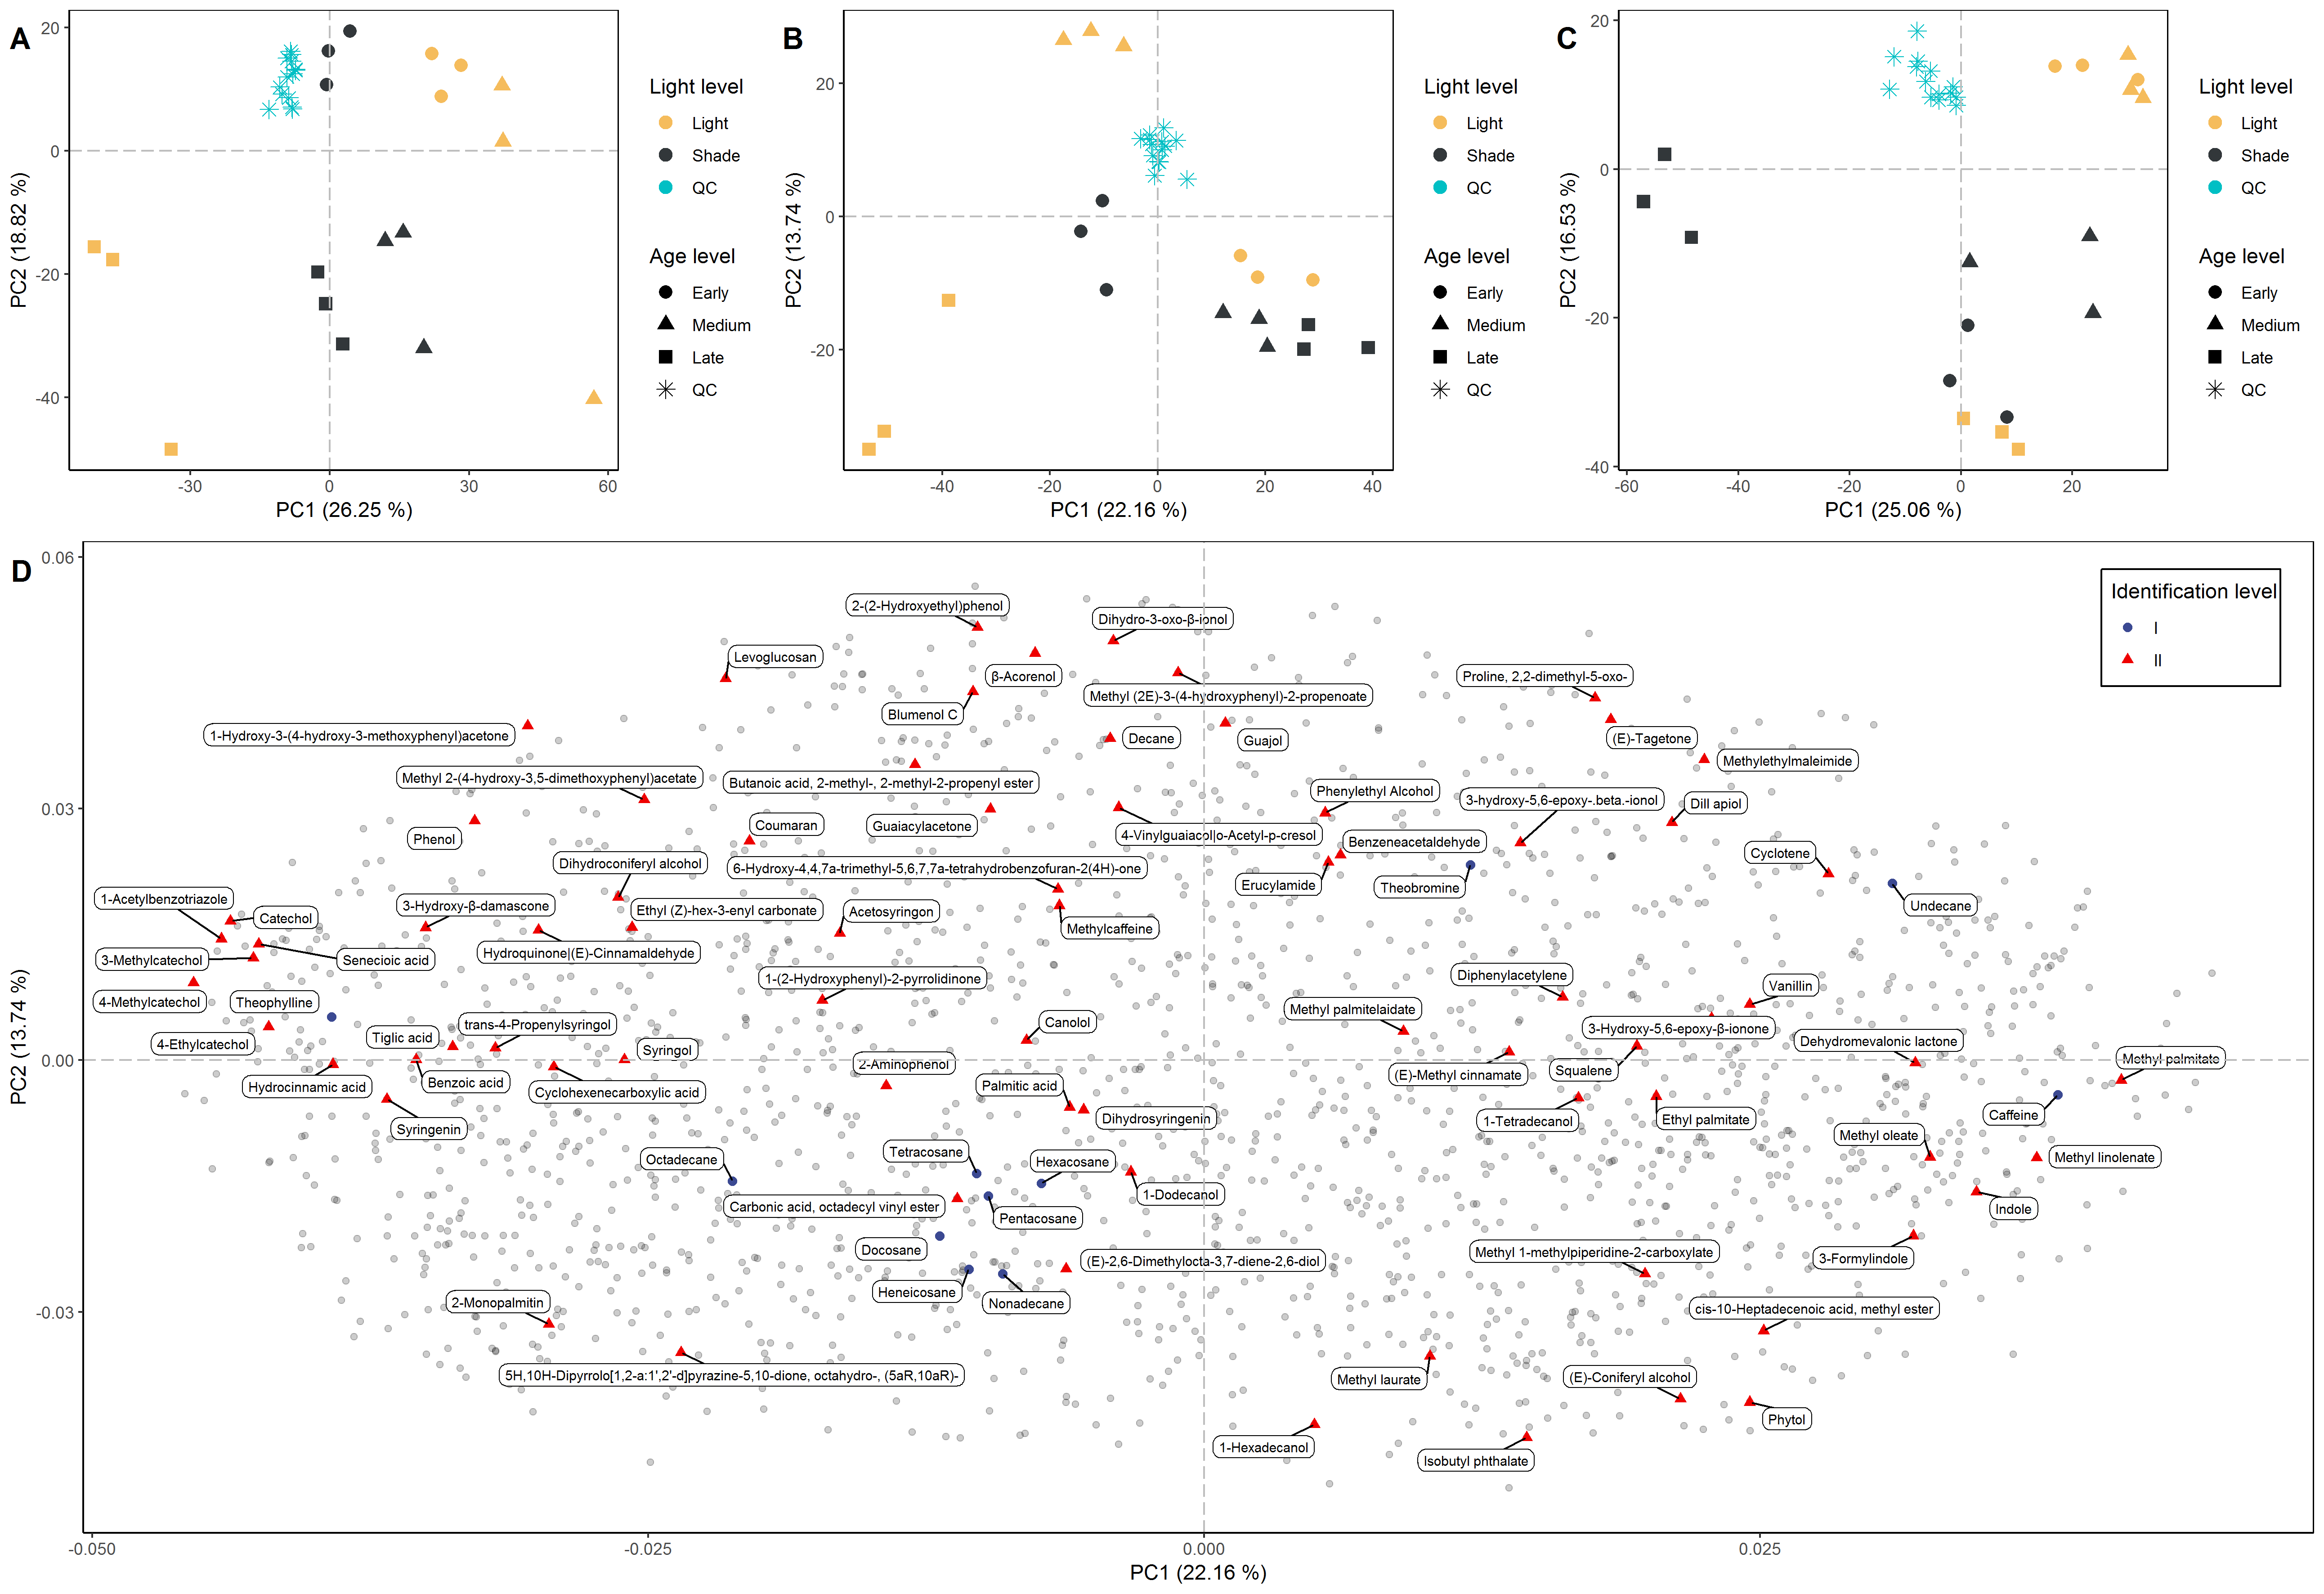 A
20
0
-20
-40
-30
0
30
60
PC1 (26.25 %)
PC2 (18.82 %)
Light level
Light
Shade
QC
Age level
Early
Medium
Late
QC
B
20
0
-20
-40
-20
0
20
40
PC1 (22.16 %)
PC2 (13.74 %)
Light level
Light
Shade
QC
Age level
Early
Medium
Late
QC
C
20
0
-20
-40
-60
-40
-20
0
20
PC1 (25.06 %)
PC2 (16.53 %)
Light level
Light
Shade
QC
Age level
Early
Medium
Late
QC
D
0.06
0.03
0.00
-0.03
-0.050
-0.025
0.000
0.025
PC1 (22.16 %)
PC2 (13.74 %)
Identification level
I
II
2-(2-Hydroxyethyl)phenol
Dihydro-3-oxo-β-ionol
Levoglucosan
β-Acorenol
Proline, 2,2-dimethyl-5-oxo-
Methyl (2E)-3-(4-hydroxyphenyl)-2-propenoate
Blumenol C
1-Hydroxy-3-(4-hydroxy-3-methoxyphenyl)acetone
Decane
Guajol
(E)-Tagetone
Methylethylmaleimide
Methyl 2-(4-hydroxy-3,5-dimethoxyphenyl)acetate
Butanoic acid, 2-methyl-, 2-methyl-2-propenyl ester
Phenylethyl Alcohol
3-hydroxy-5,6-epoxy-.beta.-ionol
Dill apiol
Phenol
Coumaran
Guaiacylacetone
4-Vinylguaiacol|o-Acetyl-p-cresol
Benzeneacetaldehyde
Cyclotene
Dihydroconiferyl alcohol
6-Hydroxy-4,4,7a-trimethyl-5,6,7,7a-tetrahydrobenzofuran-2(4H)-one
Erucylamide
Theobromine
1-Acetylbenzotriazole
Catechol
3-Hydroxy-β-damascone
Ethyl (Z)-hex-3-enyl carbonate
Acetosyringon
Methylcaffeine
Undecane
3-Methylcatechol
Senecioic acid
Hydroquinone|(E)-Cinnamaldehyde
1-(2-Hydroxyphenyl)-2-pyrrolidinone
Diphenylacetylene
Vanillin
4-Methylcatechol
Theophylline
Methyl palmitelaidate
Tiglic acid
trans-4-Propenylsyringol
Canolol
3-Hydroxy-5,6-epoxy-β-ionone
Dehydromevalonic lactone
4-Ethylcatechol
Syringol
2-Aminophenol
Methyl palmitate
Hydrocinnamic acid
Benzoic acid
Cyclohexenecarboxylic acid
Palmitic acid
(E)-Methyl cinnamate
Squalene
Syringenin
Dihydrosyringenin
1-Tetradecanol
Ethyl palmitate
Caffeine
Methyl oleate
Octadecane
Tetracosane
Hexacosane
Methyl linolenate
Carbonic acid, octadecyl vinyl ester
1-Dodecanol
Indole
Pentacosane
Docosane
(E)-2,6-Dimethylocta-3,7-diene-2,6-diol
Methyl 1-methylpiperidine-2-carboxylate
3-Formylindole
Heneicosane
Nonadecane
2-Monopalmitin
cis-10-Heptadecenoic acid, methyl ester
5H,10H-Dipyrrolo[1,2-a:1',2'-d]pyrazine-5,10-dione, octahydro-, (5aR,10aR)-
Methyl laurate
(E)-Coniferyl alcohol
Phytol
1-Hexadecanol
Isobutyl phthalate